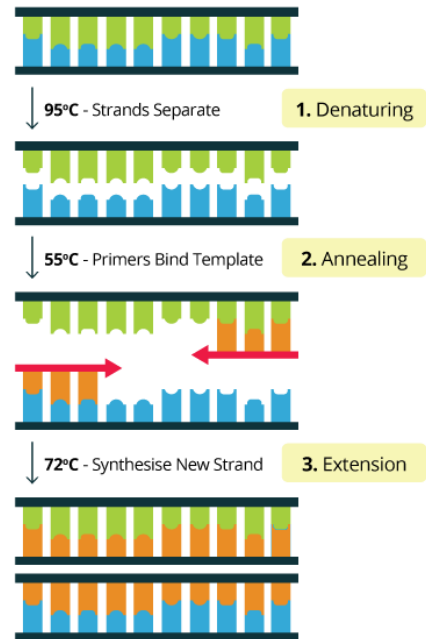 95ºC - Strands Separate
1. Denaturing
55ºC - Primers Bind Template
2. Annealing
72ºC - Synthesise New Strand
3. Extension